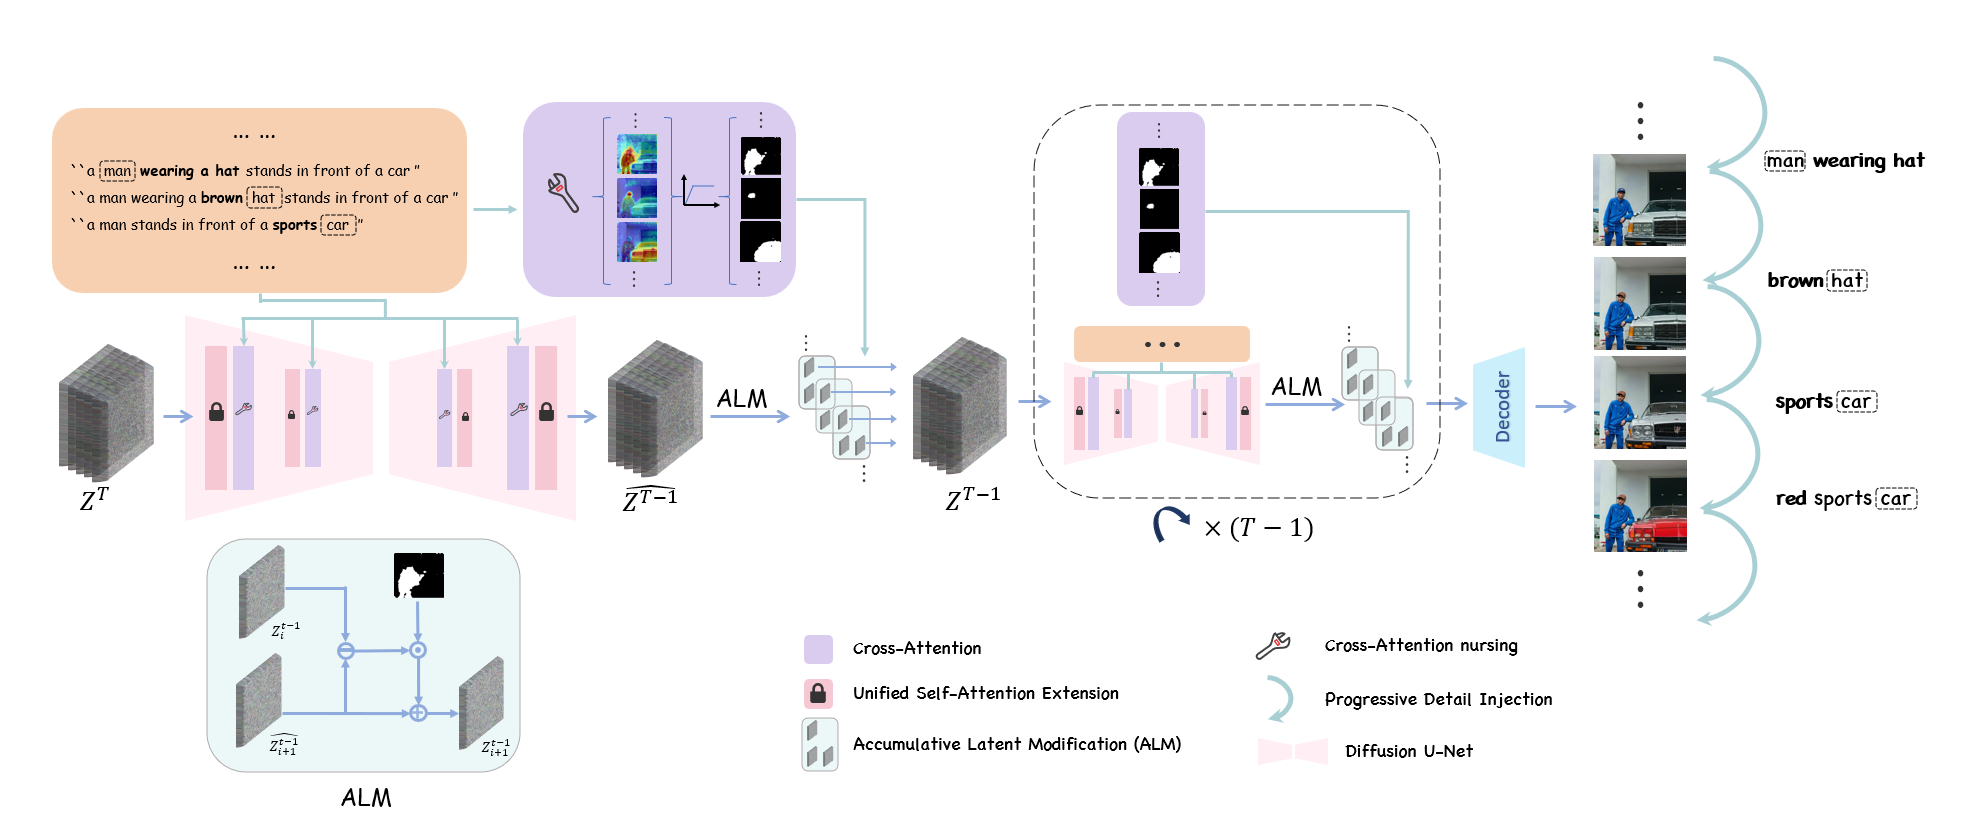 ... ...
``a man wearing a hat stands in front of a car "
``a man wearing a brown hat stands in front of a car "
``a man stands in front of a sports car "
... ...
Z^T
\widehat{Z^{T-1}}
ALM
Z^{T-1}
• • •
ALM
× (T − 1)
Decoder
man wearing hat
brown hat
sports car
red sports car
Z_i^{t-1}
\widehat{Z_{i+1}^{t-1}}
Z_{i+1}^{t-1}
ALM
Cross-Attention
Unified Self-Attention Extension
Accumulative Latent Modification (ALM)
Cross-Attention nursing
Progressive Detail Injection
Diffusion U-Net